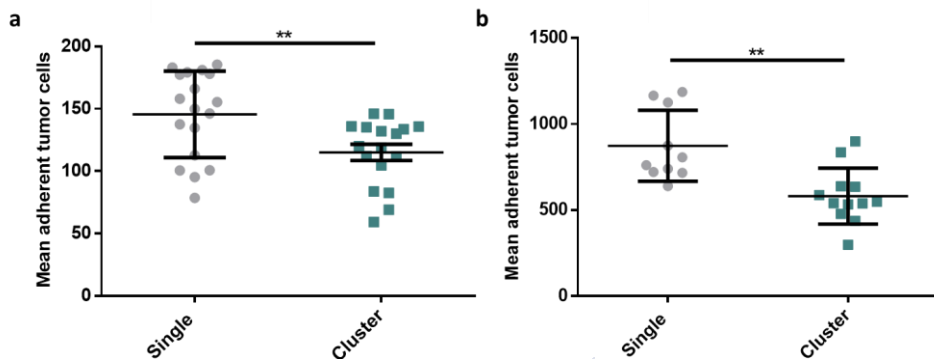 a
**
Mean adherent tumor cells
200
150
100
50
0
Single
Cluster
b
**
Mean adherent tumor cells
1500
1000
500
0
Single
Cluster